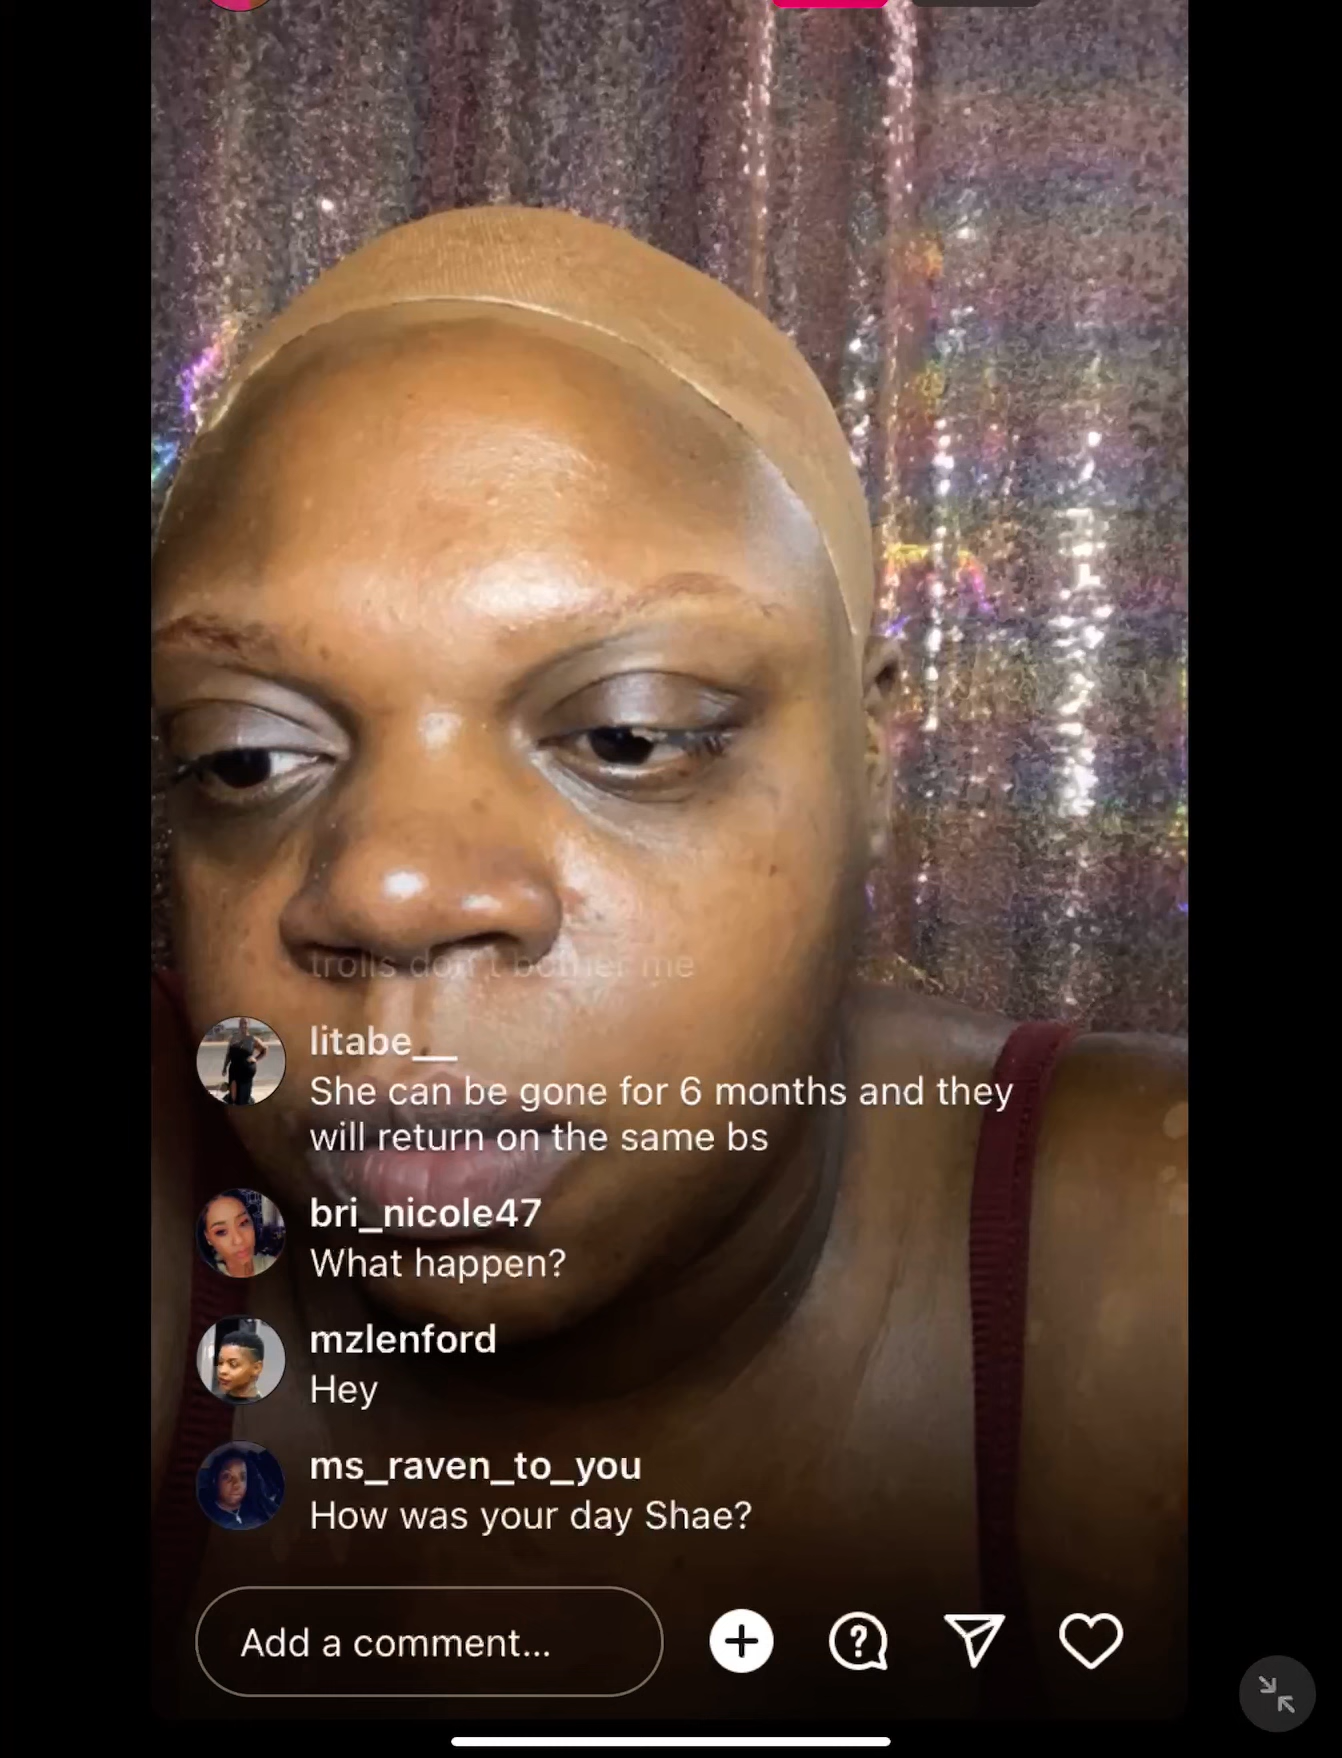 trolls don't bother me
litabe__
She can be gone for 6 months and they
will return on the same bs
bri_nicole47
What happen?
mzlenford
Hey
ms_raven_to_you
How was your day Shae?
Add a comment...